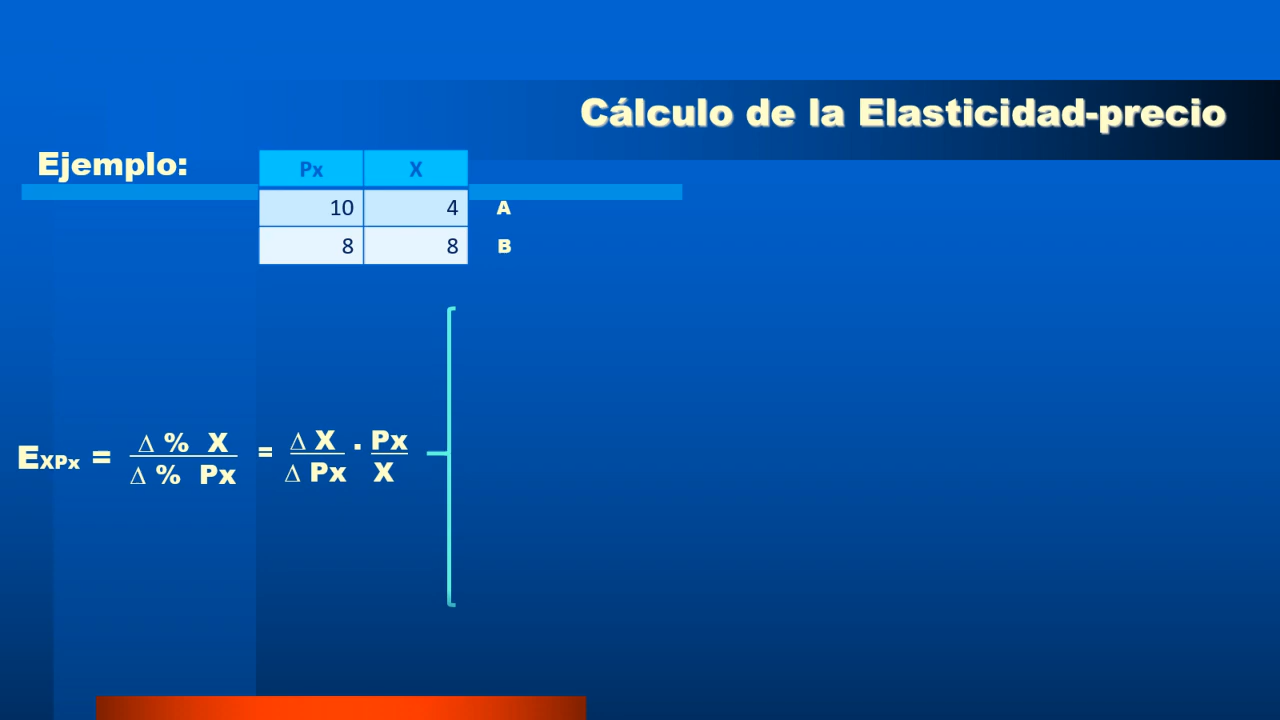 Cálculo de la Elasticidad-precio
Ejemplo:
Px X
10 4 A
8 8 B
EXPx = ∆ % X / ∆ % Px = ∆ X / ∆ Px . Px / X